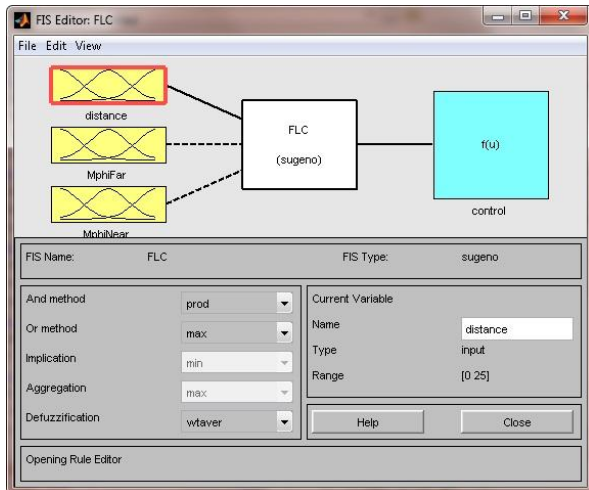 FIS Editor: FLC
File Edit View
distance
MphiFar
MphiNear
FLC
(sugeno)
f(u)
control
FIS Name: FLC
FIS Type: sugeno
And method prod
Or method max
Implication min
Aggregation max
Defuzzification wtaver
Current Variable
Name distance
Type input
Range [0 25]
Help Close
Opening Rule Editor